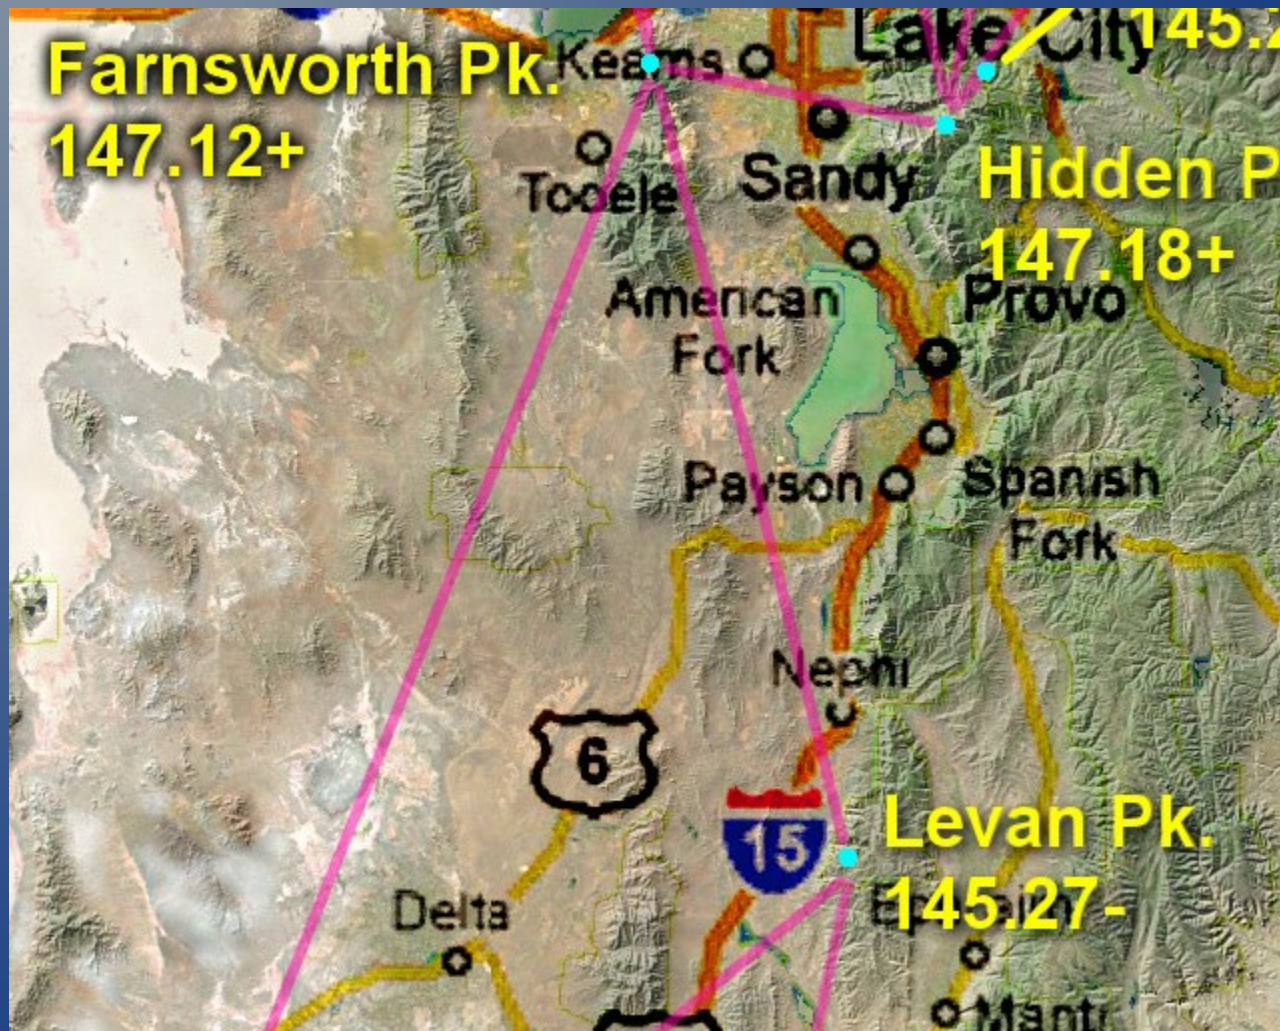 Lake City
145.2
Farnsworth Pk.
147.12+
Kearns
Tooele
Sandy
Hidden P
147.18+
American
Fork
Provo
Payson
Spanish
Fork
Nephi
6
15
Levan Pk.
145.27-
Delta
Ephraim
Manti